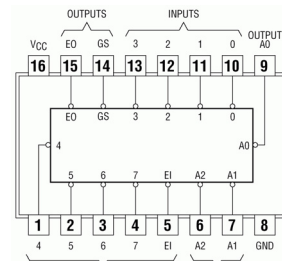 OUTPUTS INPUTS
OUTPUT
VCC EO GS 3 2 1 0 A0
16 15 14 13 12 11 10 9
EO GS 3 2 1 0
4 A0
5 6 7 EI A2 A1
1 2 3 4 5 6 7 8
4 5 6 7 EI A2 A1 GND